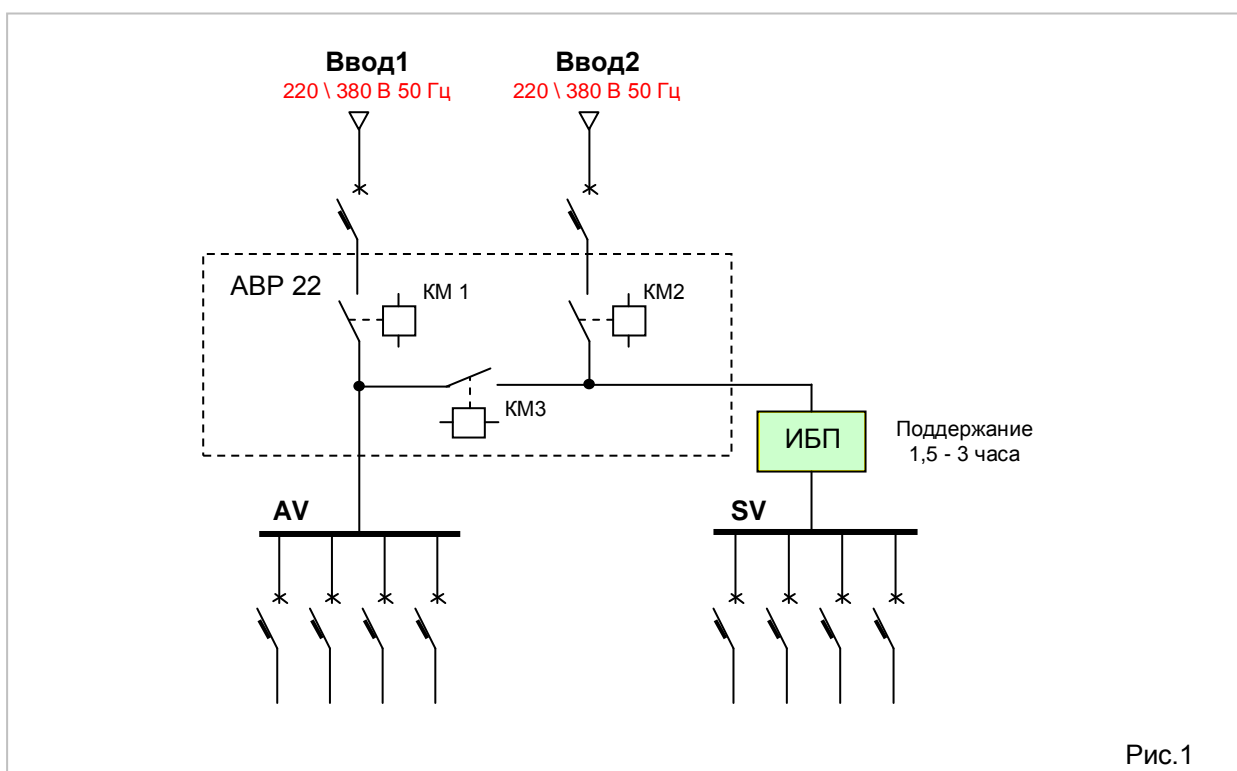 Ввод1
Ввод2
220 \ 380 В 50 Гц
220 \ 380 В 50 Гц
АВР 22
КМ 1
КМ2
КМ3
ИБП
Поддержание
1,5 - 3 часа
AV
SV
Рис.1